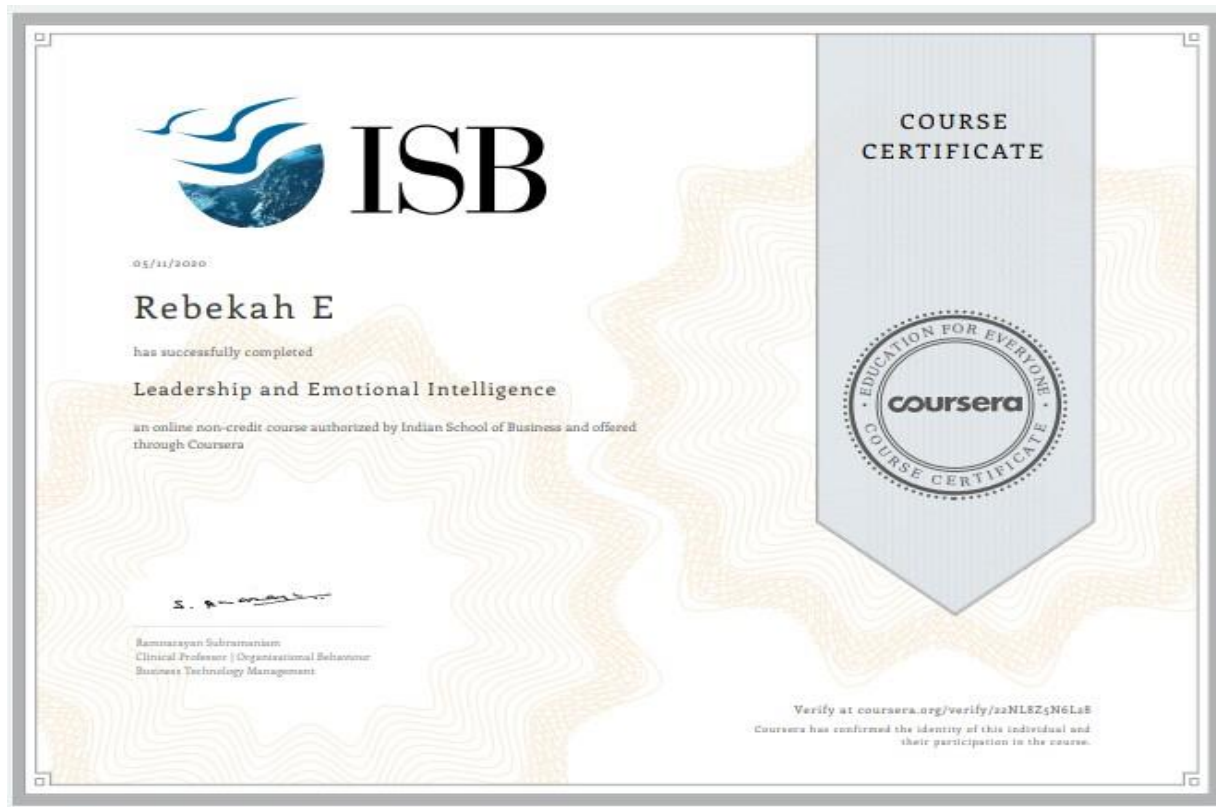 ISB
05/11/2020
Rebekah E
has successfully completed
Leadership and Emotional Intelligence
an online non-credit course authorized by Indian School of Business and offered
through Coursera
S.
Ramnarayan Subramaniam
Clinical Professor | Organisational Behaviour
Business Technology Management
COURSE
CERTIFICATE
EDUCATION FOR EVERYONE
coursera
COURSE CERTIFICATE
Verify at coursera.org/verify/22NL8Z5N6L28
Coursera has confirmed the identity of this individual and
their participation in the course.